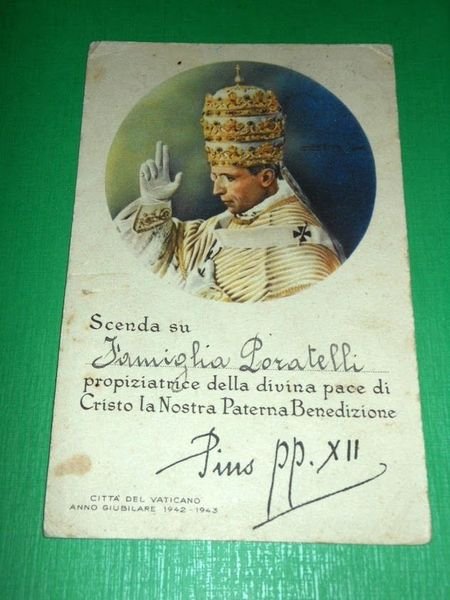 Scenda su
Famiglia Poratelli
propiziatrice della divina pace di
Cristo la Nostra Paterna Benedizione
Pius pp. XII
CITTÀ DEL VATICANO
ANNO GIUBILARE 1942-1943